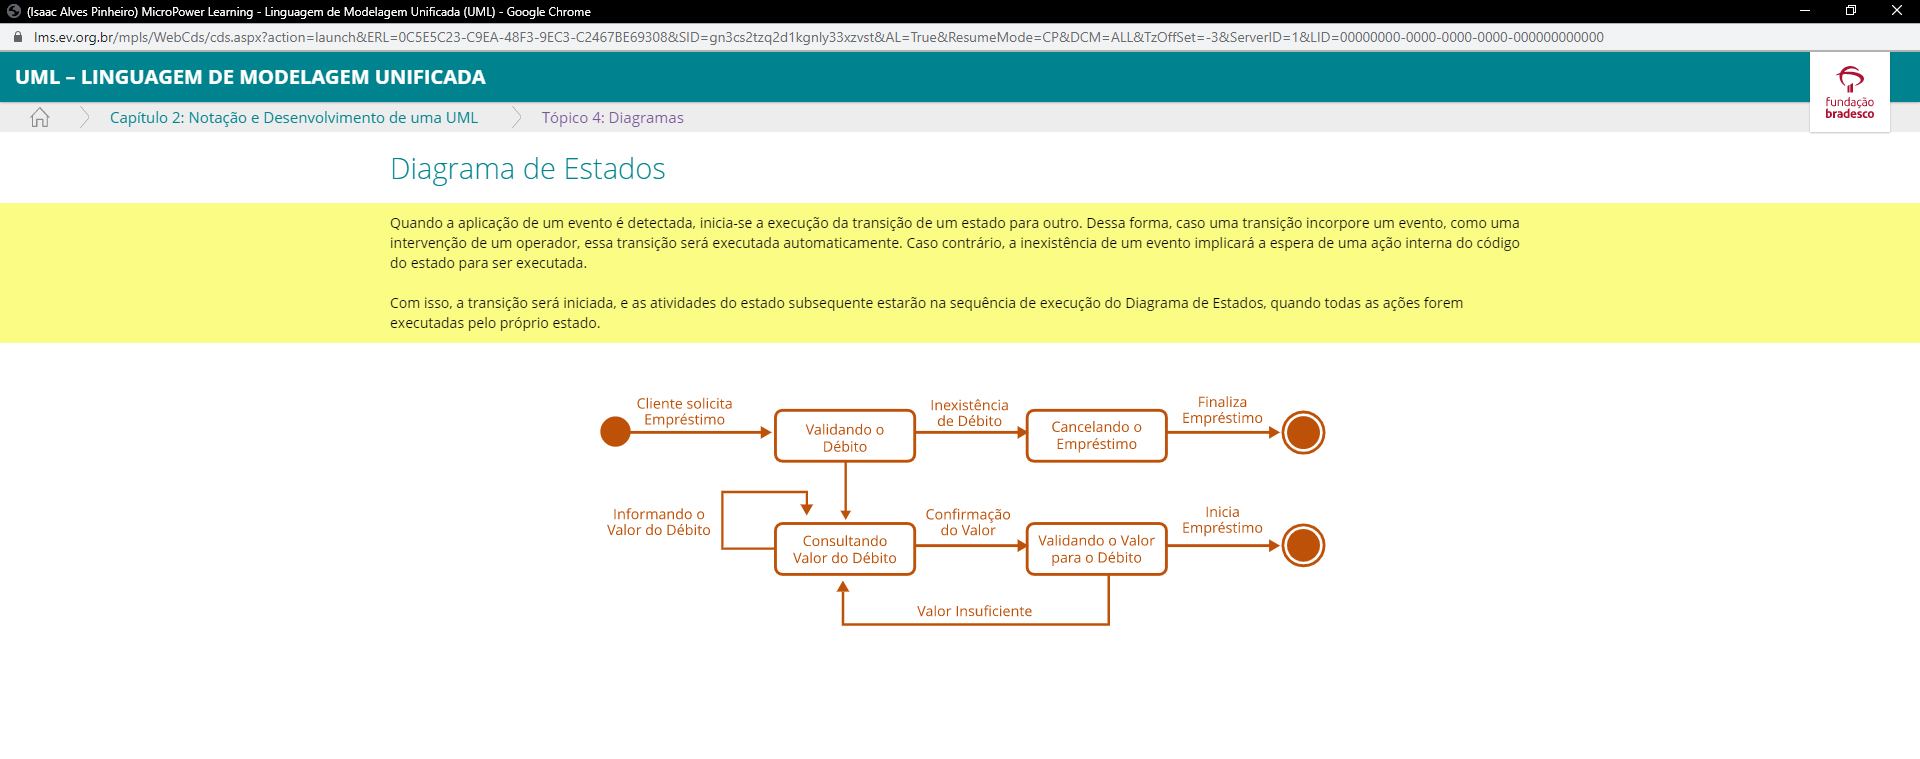 (Isaac Alves Pinheiro) MicroPower Learning - Linguagem de Modelagem Unificada (UML) - Google Chrome
lms.ev.org.br/mpls/WebCds/cds.aspx?action=launch&ERL=0C5E5C23-C9EA-48F3-9EC3-C2467BE69308&SID=gn3cs2tzq2d1kgnly33xzvst&AL=True&ResumeMode=CP&DCM=ALL&TzOffSet=-3&ServerID=1&LID=00000000-0000-0000-0000-000000000000
UML – LINGUAGEM DE MODELAGEM UNIFICADA
fundação
bradesco
Capítulo 2: Notação e Desenvolvimento de uma UML
Tópico 4: Diagramas
Diagrama de Estados
Quando a aplicação de um evento é detectada, inicia-se a execução da transição de um estado para outro. Dessa forma, caso uma transição incorpore um evento, como uma
intervenção de um operador, essa transição será executada automaticamente. Caso contrário, a inexistência de um evento implicará a espera de uma ação interna do código
do estado para ser executada.
Com isso, a transição será iniciada, e as atividades do estado subsequente estarão na sequência de execução do Diagrama de Estados, quando todas as ações forem
executadas pelo próprio estado.
Cliente solicita
Empréstimo
Validando o
Débito
Inexistência
de Débito
Cancelando o
Empréstimo
Finaliza
Empréstimo
Informando o
Valor do Débito
Consultando
Valor do Débito
Confirmação
do Valor
Validando o Valor
para o Débito
Inicia
Empréstimo
Valor Insuficiente